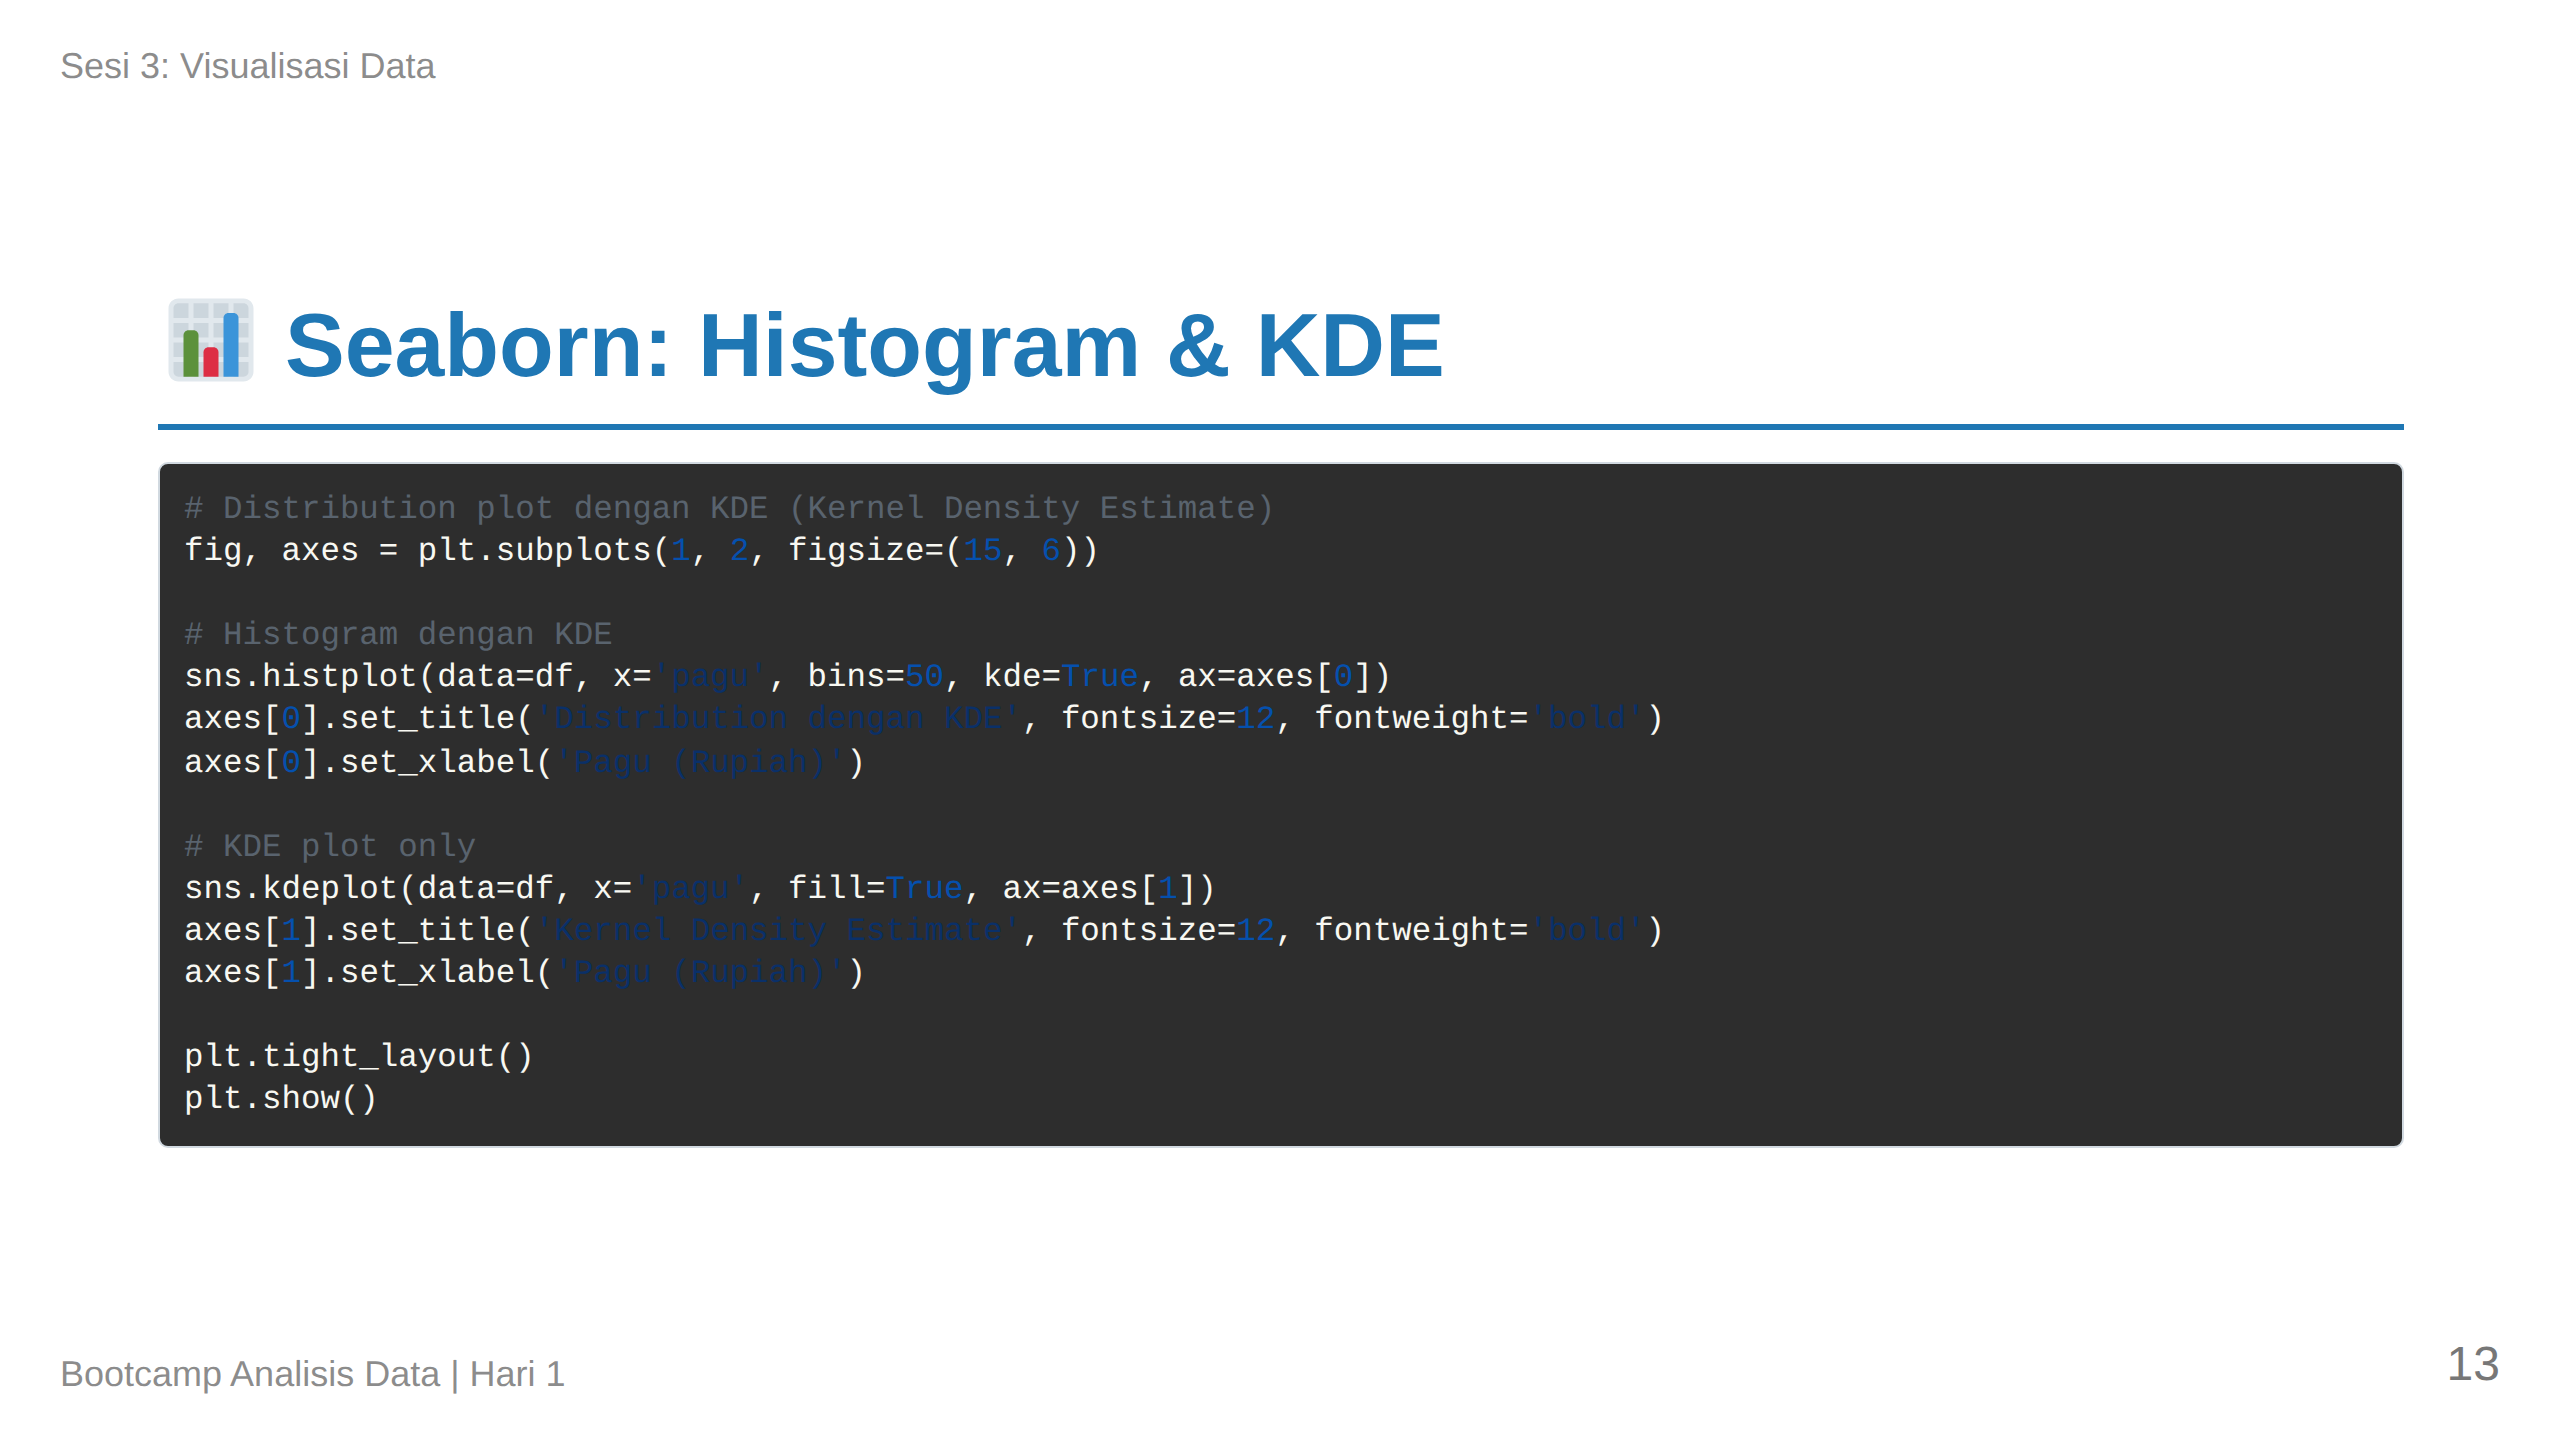 Sesi 3: Visualisasi Data
Seaborn: Histogram & KDE
# Distribution plot dengan KDE (Kernel Density Estimate)
fig, axes = plt.subplots(1, 2, figsize=(15, 6))
# Histogram dengan KDE
sns.histplot(data=df, x='pagu', bins=50, kde=True, ax=axes[0])
axes[0].set_title('Distribution dengan KDE', fontsize=12, fontweight='bold')
axes[0].set_xlabel('Pagu (Rupiah)')
# KDE plot only
sns.kdeplot(data=df, x='pagu', fill=True, ax=axes[1])
axes[1].set_title('Kernel Density Estimate', fontsize=12, fontweight='bold')
axes[1].set_xlabel('Pagu (Rupiah)')
plt.tight_layout()
plt.show()
Bootcamp Analisis Data | Hari 1
13